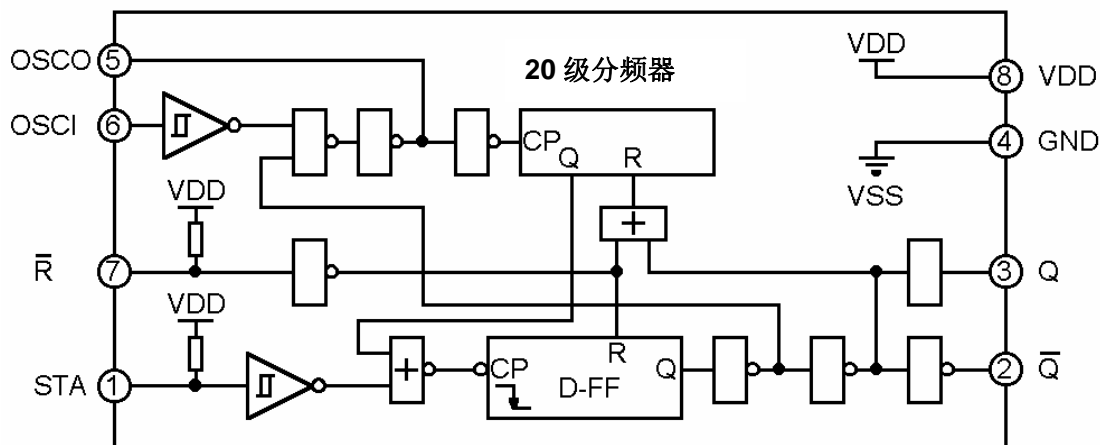 OSCO 5
20 级分频器
VDD
8 VDD
OSCI 6
CP Q R
4 GND
VSS
VDD
+
R̅ 7
3 Q
VDD
STA 1
+
CP R Q
D-FF
2 Q̅